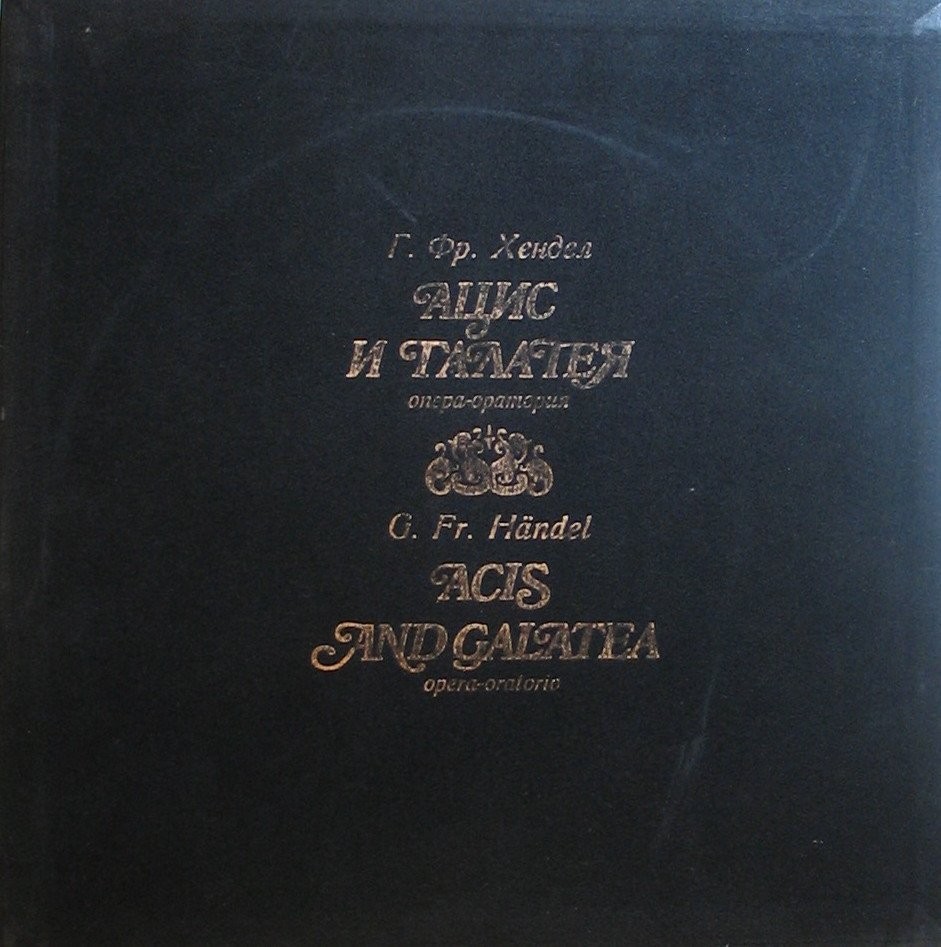 Г. Фр. Хендел
АЦИС
И ГАЛАТЕЯ
опера-оратория
G. Fr. Händel
ACIS
AND GALATEA
opera-oratorio